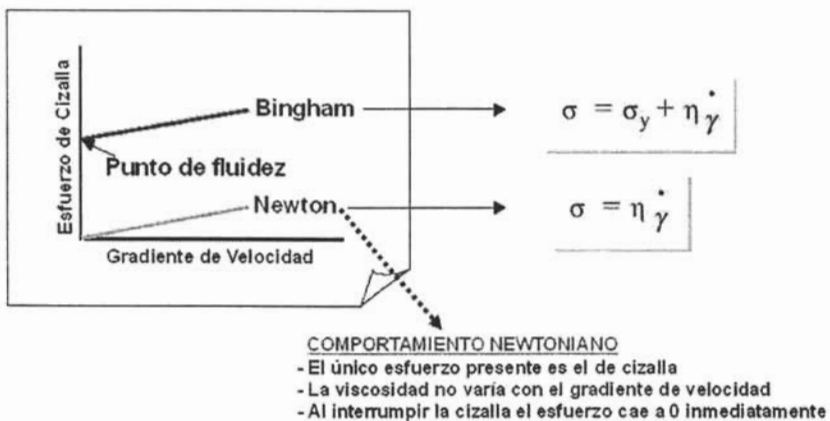 Esfuerzo de Cizalla
Bingham
σ = σy + η γ̇
Punto de fluidez
Newton
σ = η γ̇
Gradiente de Velocidad
COMPORTAMIENTO NEWTONIANO
- El único esfuerzo presente es el de cizalla
- La viscosidad no varía con el gradiente de velocidad
- Al interrumpir la cizalla el esfuerzo cae a 0 inmediatamente